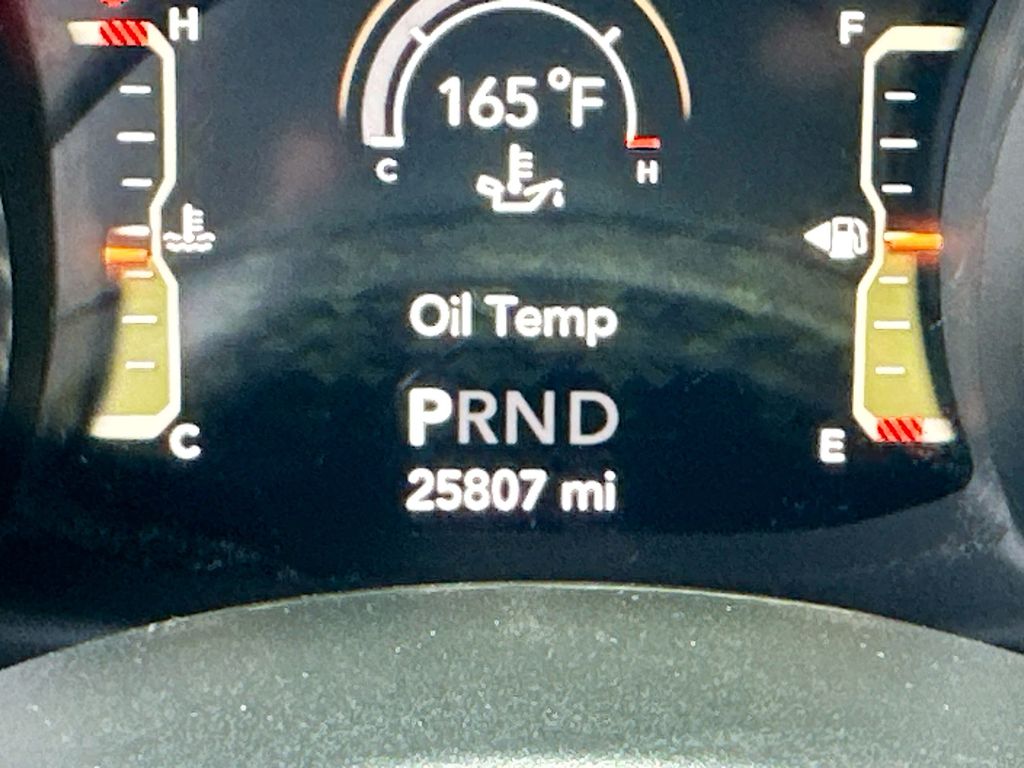 H
F
165°F
C
H
Oil Temp
PRND
C
E
25807 mi